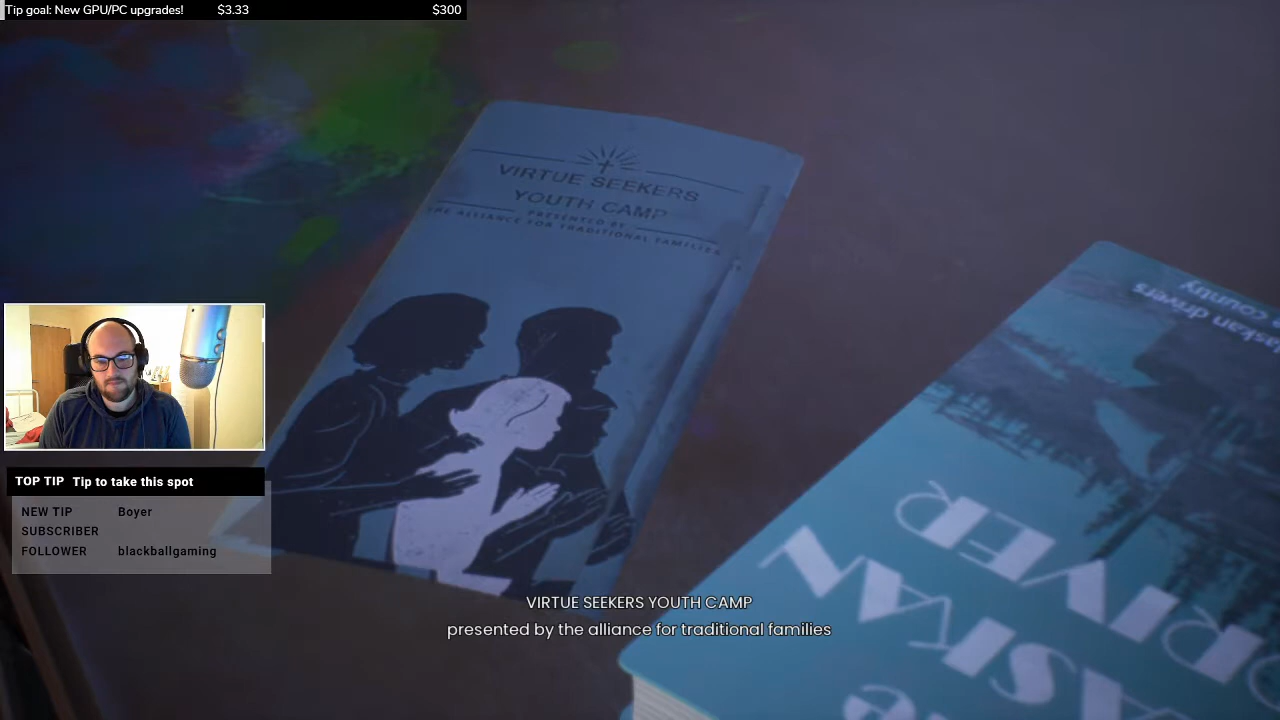 Tip goal: New GPU/PC upgrades! $3.33 $300
VIRTUE SEEKERS
YOUTH CAMP
PRESENTED BY
THE ALLIANCE FOR TRADITIONAL FAMILIES
country
drivers
TOP TIP Tip to take this spot
NEW TIP Boyer
SUBSCRIBER
FOLLOWER blackballgaming
VIRTUE SEEKERS YOUTH CAMP
presented by the alliance for traditional families